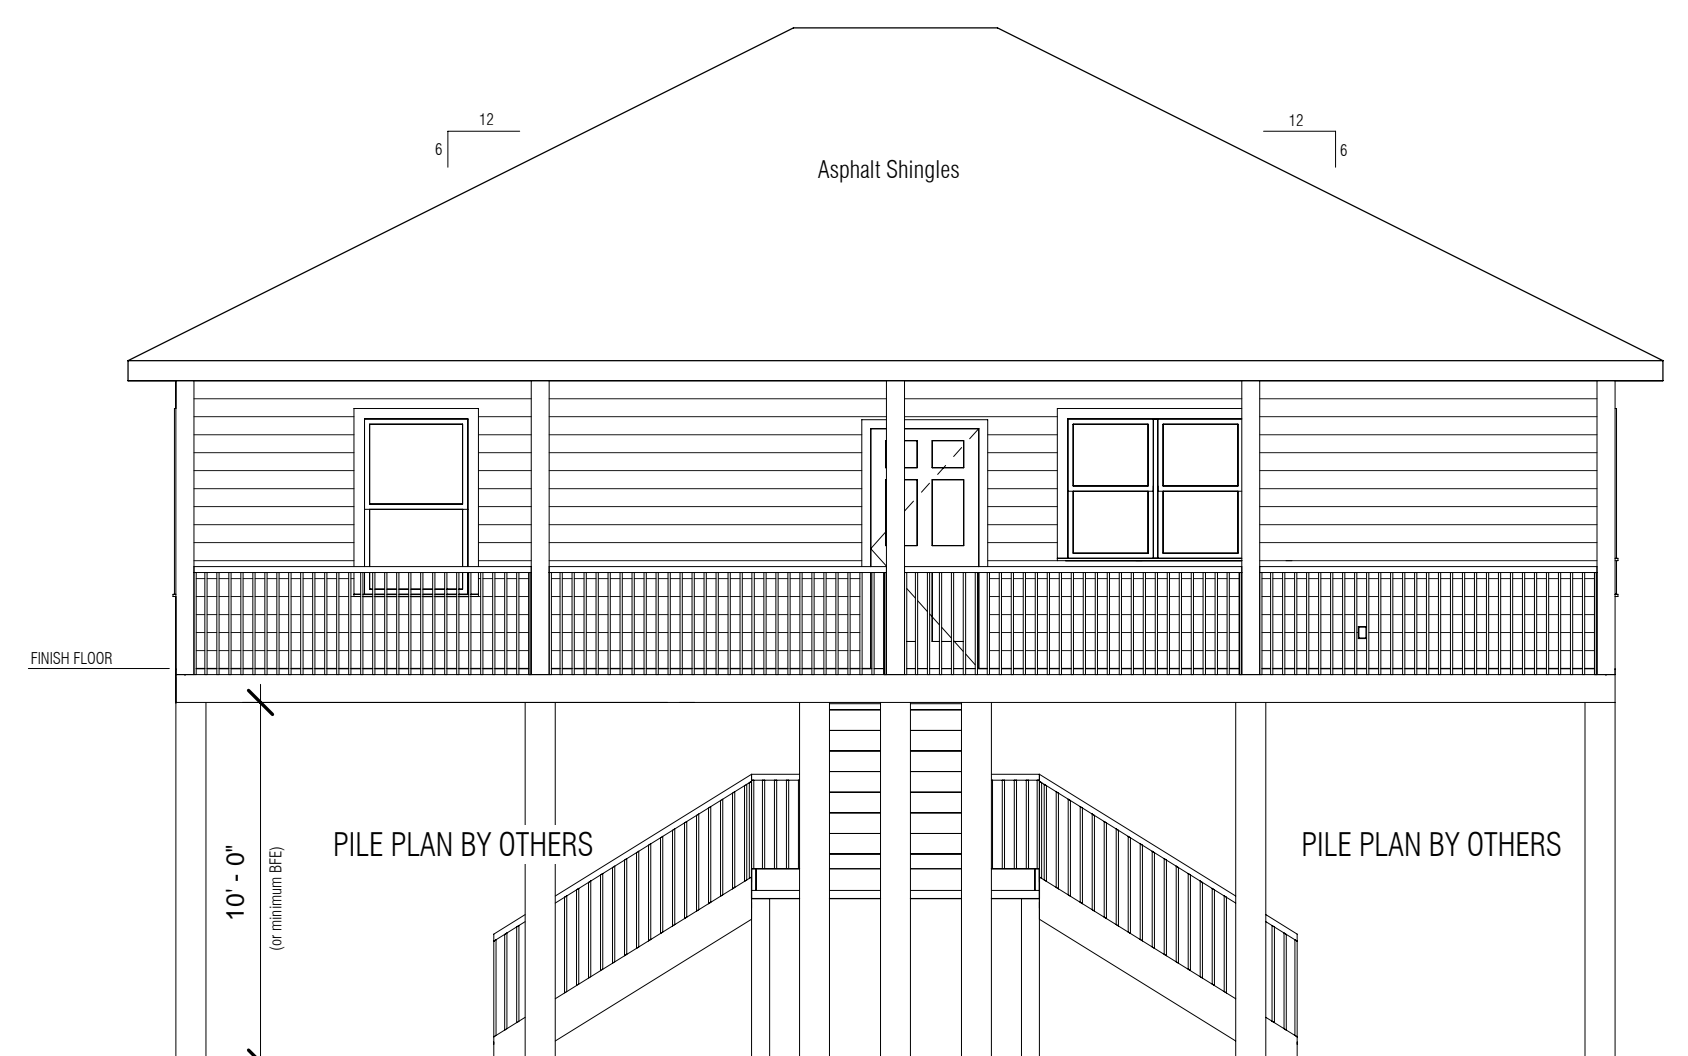 12
6
12
6
Asphalt Shingles
FINISH FLOOR
PILE PLAN BY OTHERS
PILE PLAN BY OTHERS
10' - 0"
(or minimum BFE)